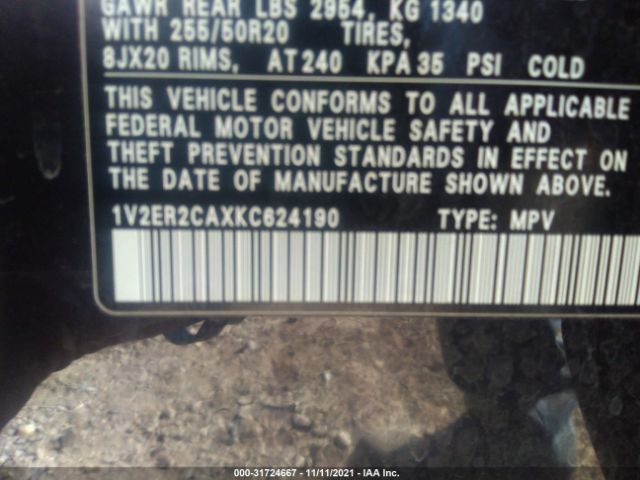 GAWR REAR LBS 2954, KG 1340
WITH 255/50R20 TIRES,
8JX20 RIMS, AT 240 KPA 35 PSI COLD
THIS VEHICLE CONFORMS TO ALL APPLICABLE
FEDERAL MOTOR VEHICLE SAFETY AND
THEFT PREVENTION STANDARDS IN EFFECT ON
THE DATE OF MANUFACTURE SHOWN ABOVE.
1V2ER2CAXKC624190 TYPE: MPV
000-31724667 - 11/11/2021 - IAA Inc.